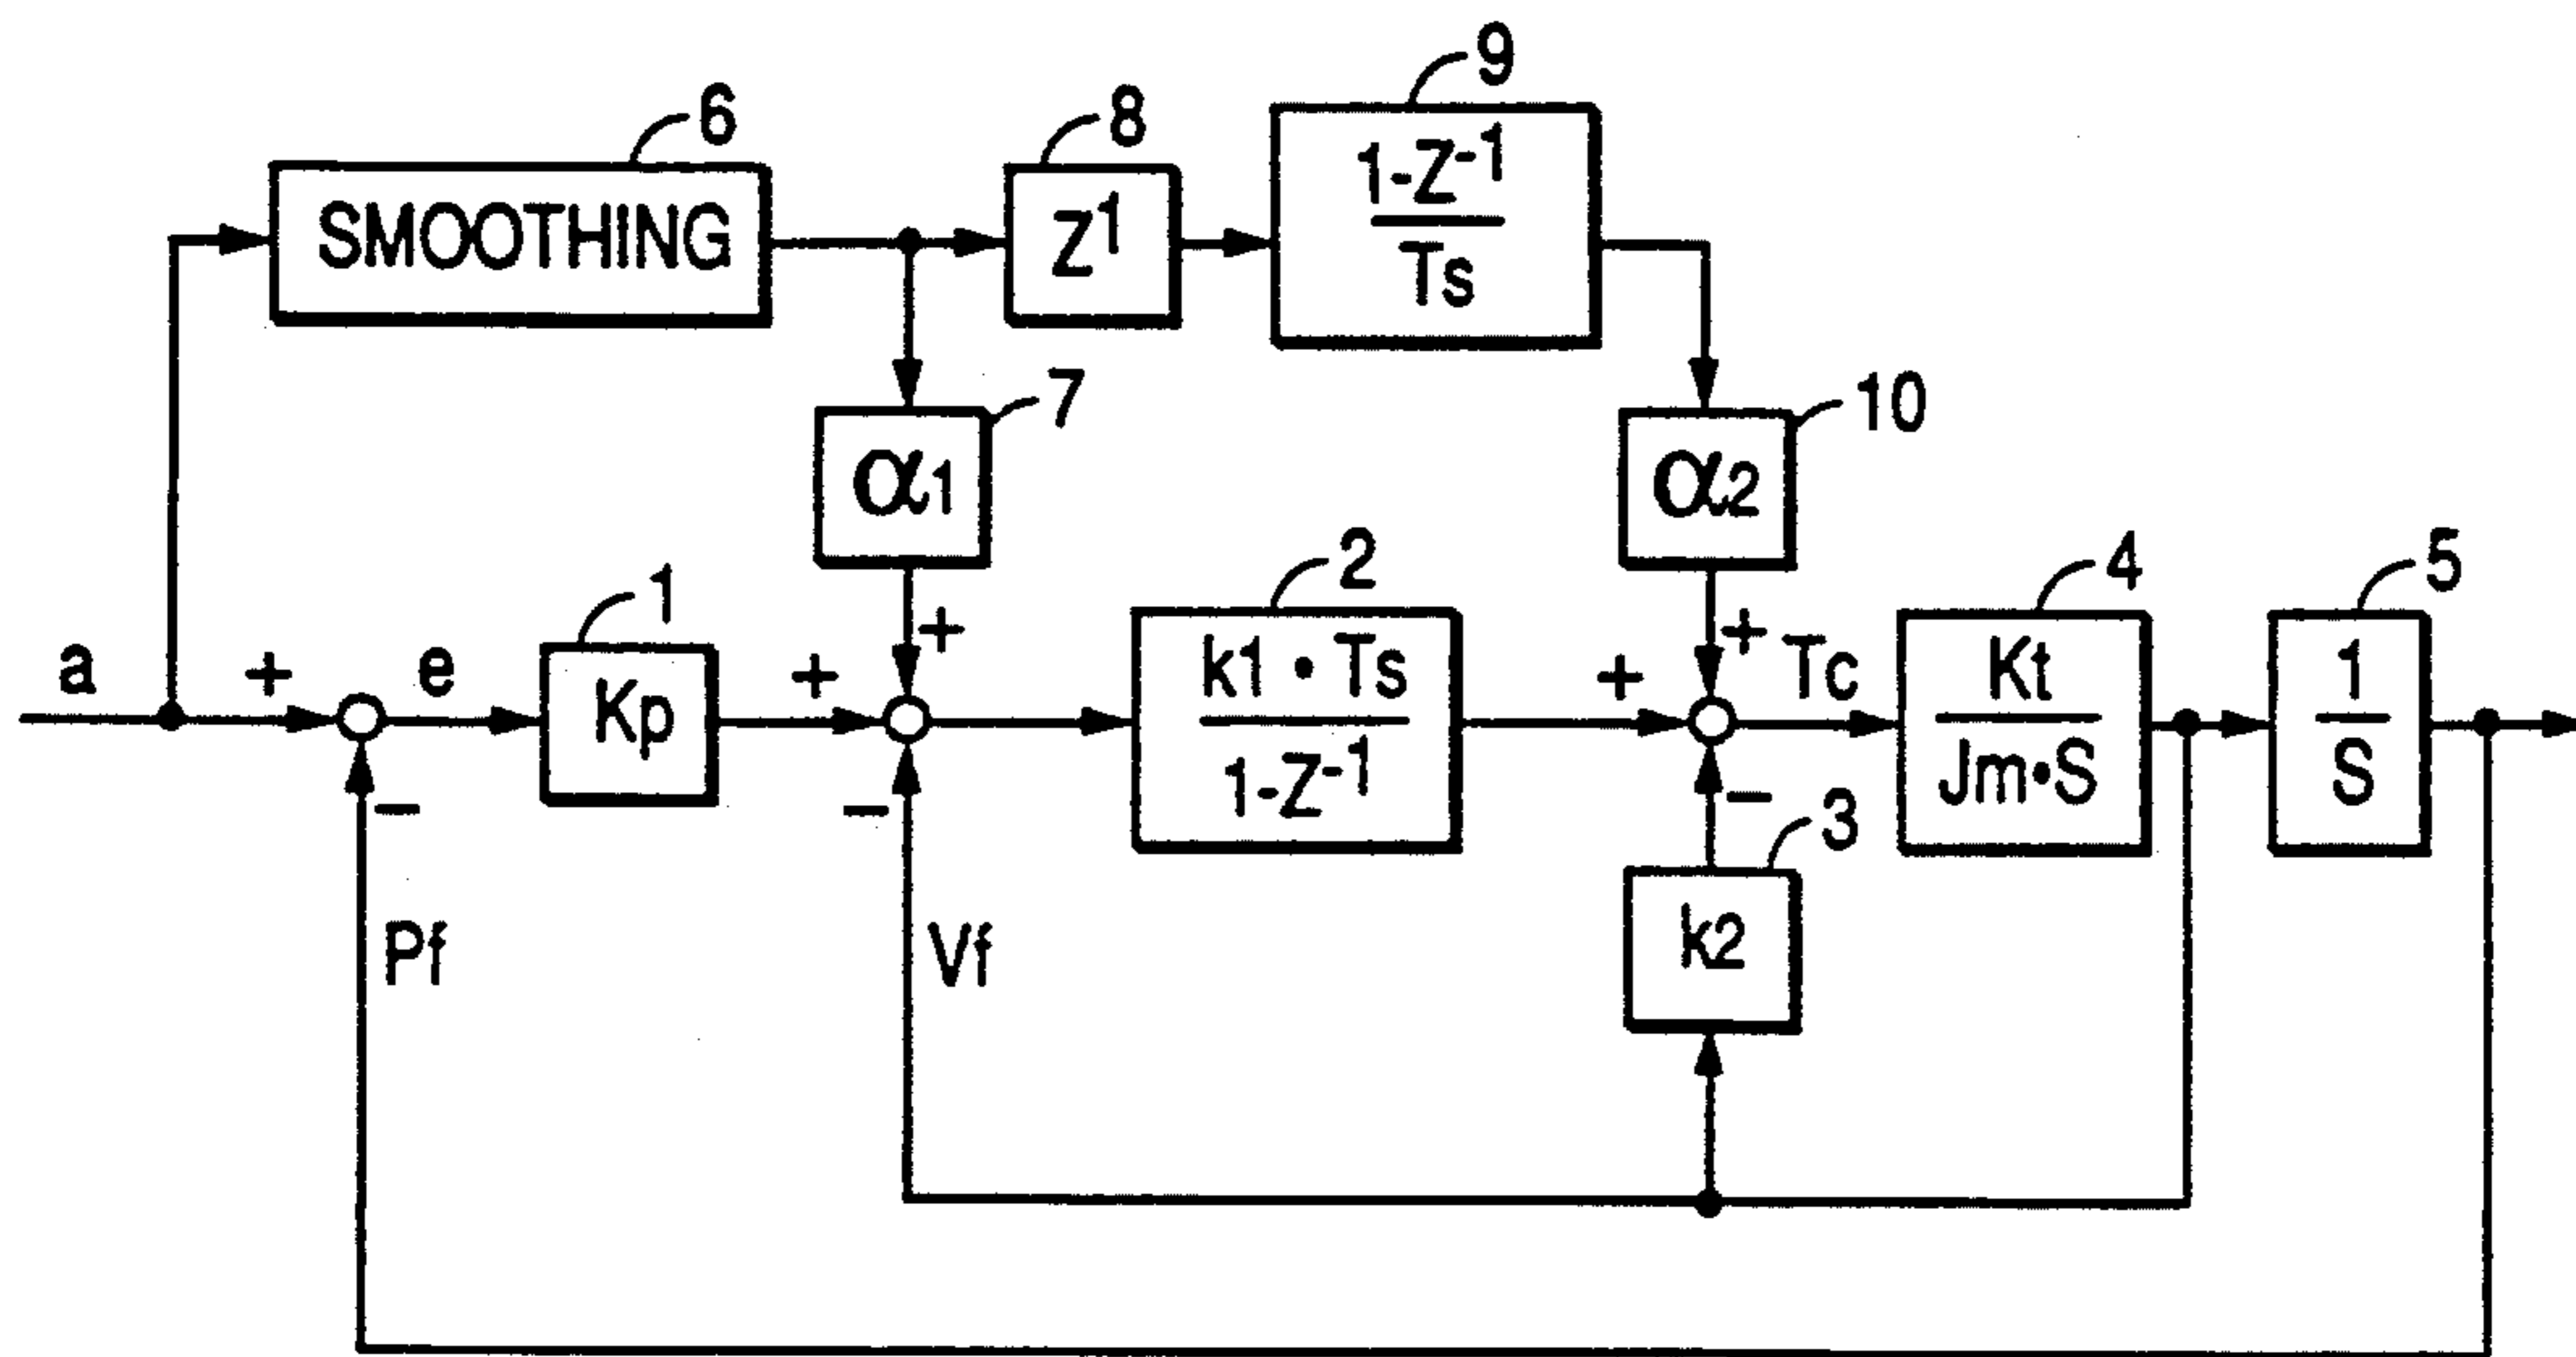 9
6
8
1-Z⁻¹
SMOOTHING
Z¹
Ts
7
10
α1
α2
2
4
5
1
+
+
Tc
a
+
e
+
k1 • Ts
+
Kt
1
Kp
1-Z⁻¹
Jm•S
S
−
−
−
3
Pf
Vf
k2